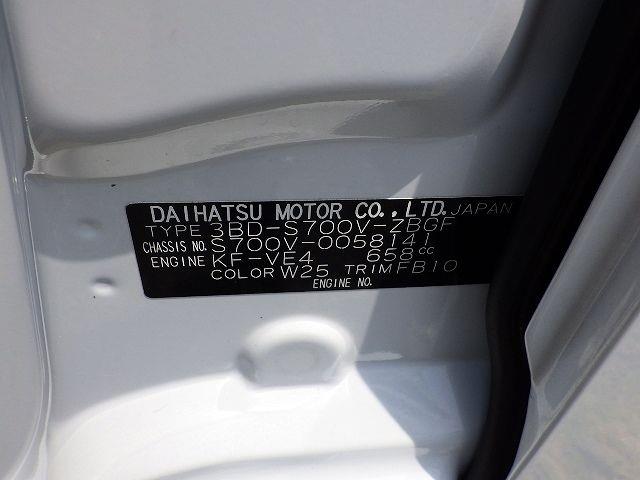 DAIHATSU MOTOR CO.,LTD. JAPAN
TYPE 3BD-S700V-ZBGF
CHASSIS NO. S700V-0058141
ENGINE KF-VE4 658cc
COLOR W25 TRIM FB10
ENGINE NO.